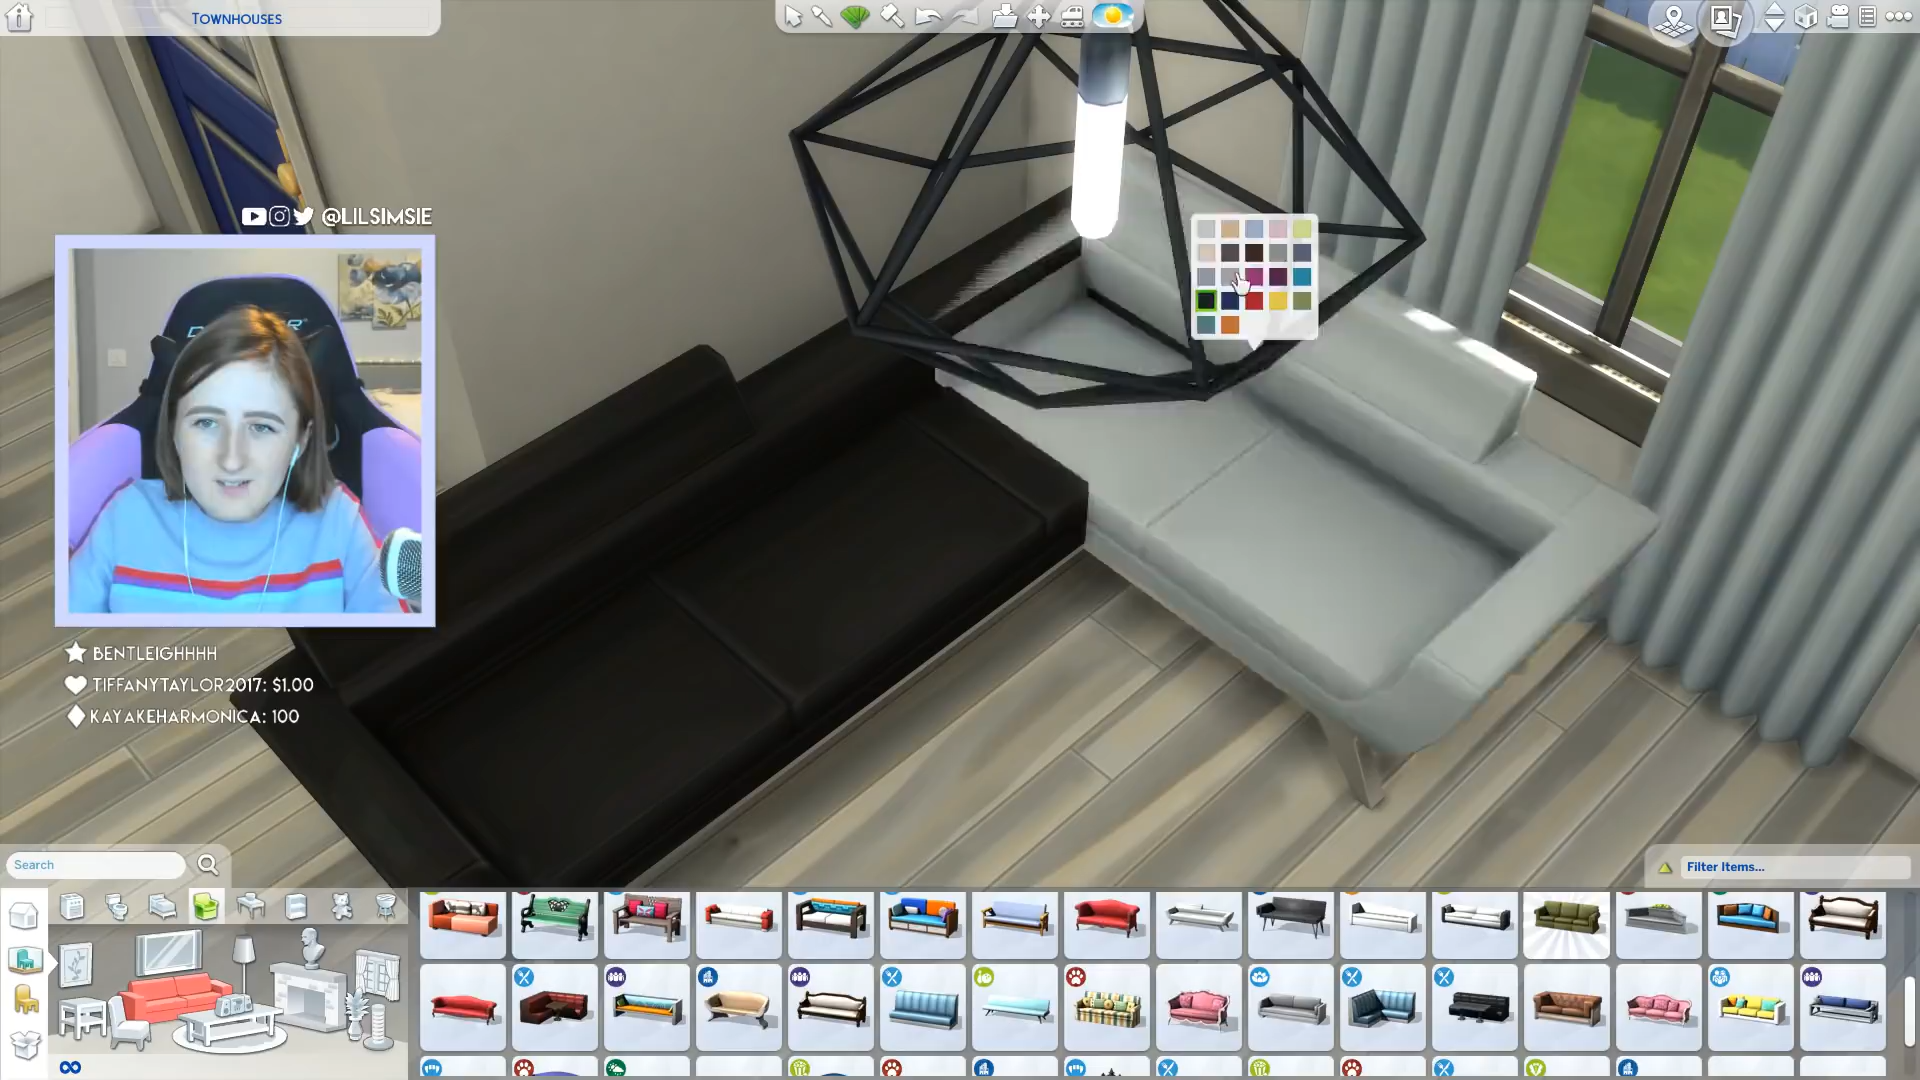 Townhouses
@LILSIMSIE
BENTLEIGHHHH
TIFFANYTAYLOR2017: $1.00
KAYAKEHARMONICA: 100
Search
Filter Items...